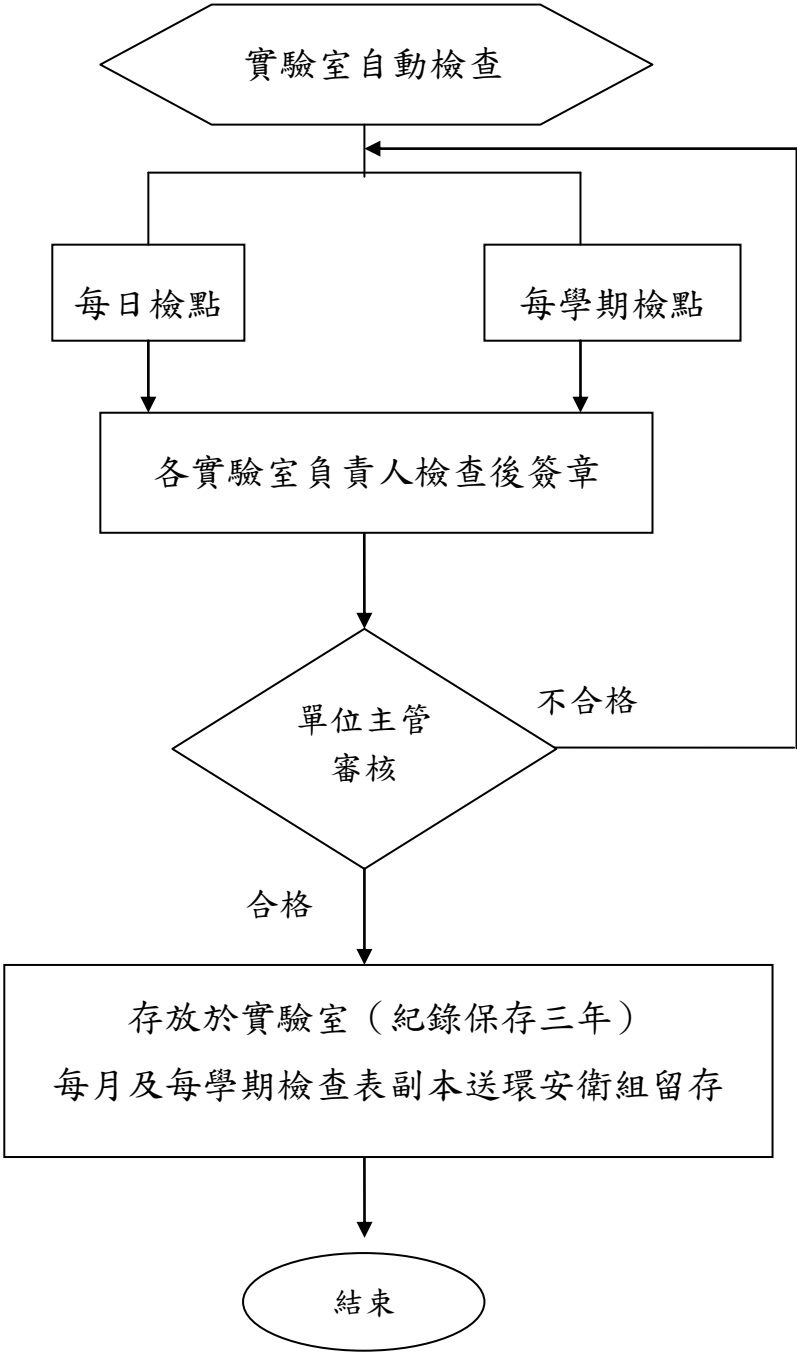 實驗室自動檢查
每日檢點
每學期檢點
各實驗室負責人檢查後簽章
單位主管
審核
不合格
合格
存放於實驗室（紀錄保存三年）
每月及每學期檢查表副本送環安衛組留存
結束